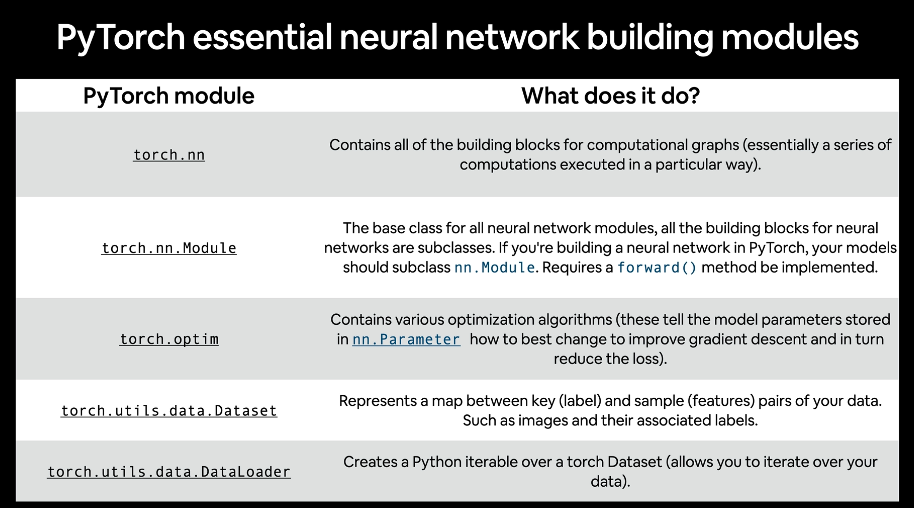 PyTorch essential neural network building modules
PyTorch module
What does it do?
torch.nn
Contains all of the building blocks for computational graphs (essentially a series of
computations executed in a particular way).
torch.nn.Module
The base class for all neural network modules, all the building blocks for neural
networks are subclasses. If you're building a neural network in PyTorch, your models
should subclass nn.Module. Requires a forward() method be implemented.
torch.optim
Contains various optimization algorithms (these tell the model parameters stored
in nn.Parameter how to best change to improve gradient descent and in turn
reduce the loss).
torch.utils.data.Dataset
Represents a map between key (label) and sample (features) pairs of your data.
Such as images and their associated labels.
torch.utils.data.DataLoader
Creates a Python iterable over a torch Dataset (allows you to iterate over your
data).